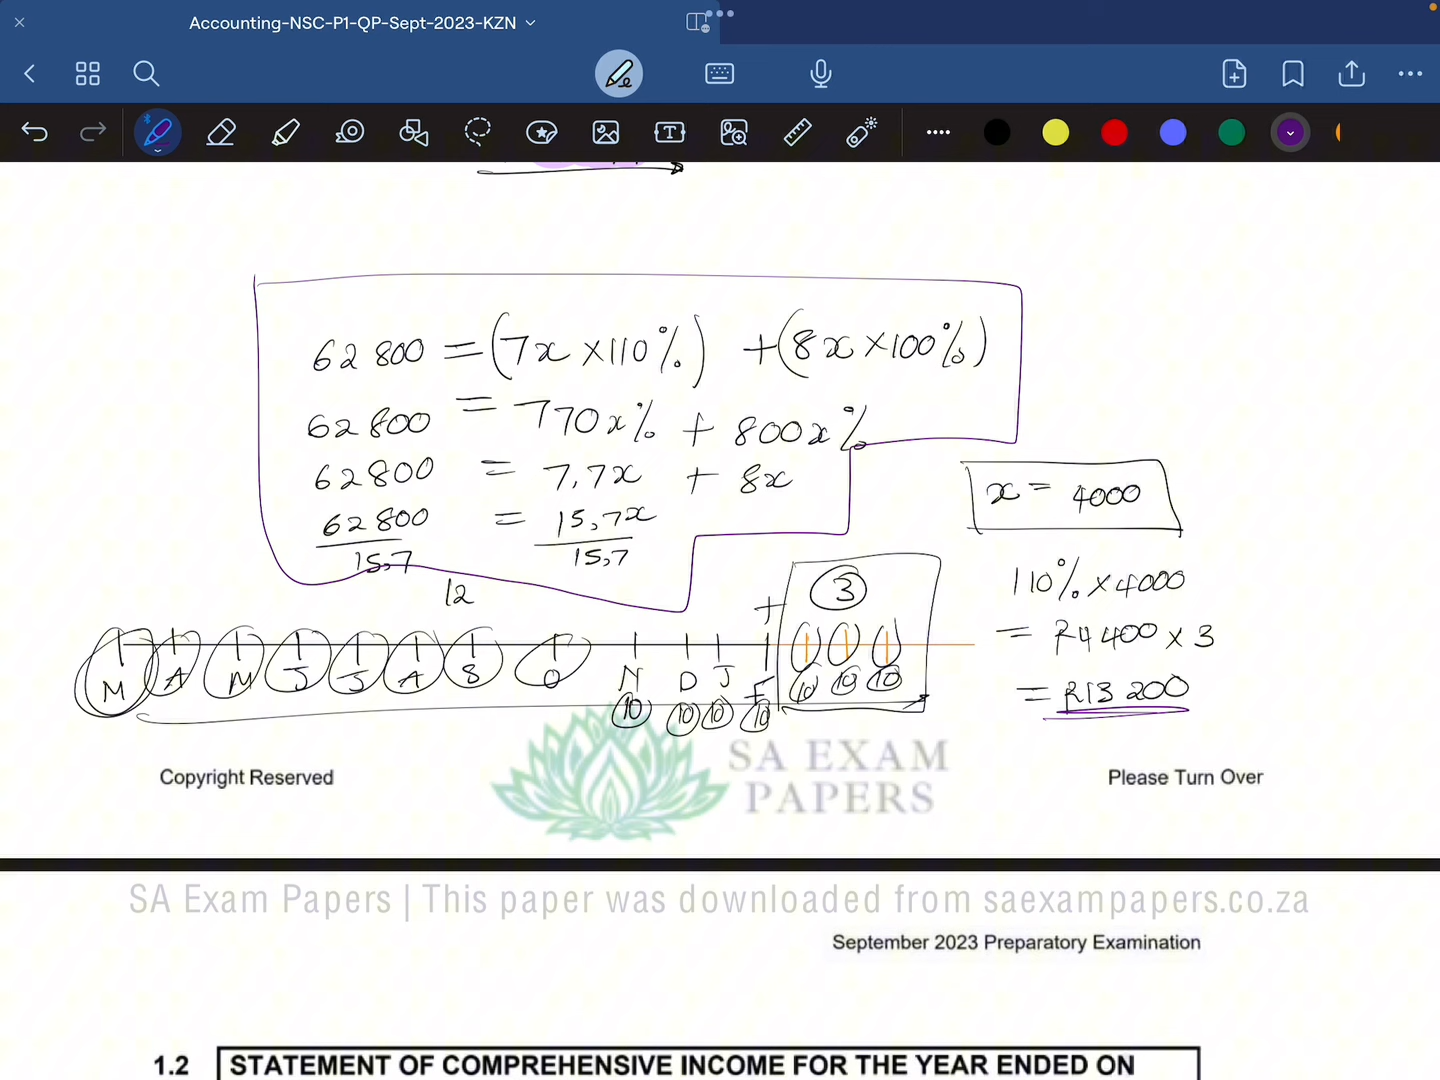 Accounting-NSC-P1-QP-Sept-2023-KZN
62 800 = (7x × 110%) + (8x × 100%)
62 800 = 770x% + 800x%
62 800 = 7,7x + 8x
62 800 = 15,7x
15,7 15,7
x = 4000
12
+ 3
110% × 4000
= R4 400 × 3
= R13 200
M A M J J A S O N D J F
10 10 10 10 10 10 10
SA EXAM
PAPERS
Copyright Reserved Please Turn Over
SA Exam Papers | This paper was downloaded from saexampapers.co.za
September 2023 Preparatory Examination
1.2 STATEMENT OF COMPREHENSIVE INCOME FOR THE YEAR ENDED ON